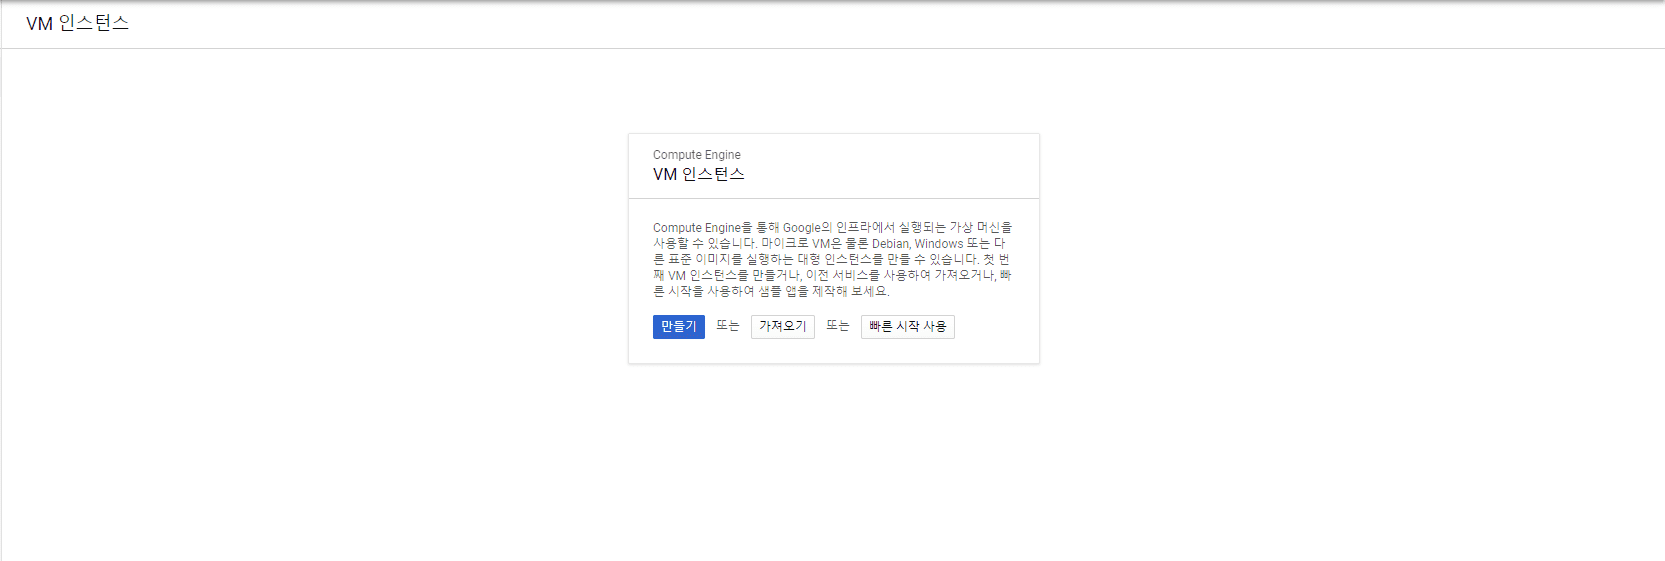 VM 인스턴스
Compute Engine
VM 인스턴스
Compute Engine을 통해 Google의 인프라에서 실행되는 가상 머신을
사용할 수 있습니다. 마이크로 VM은 물론 Debian, Windows 또는 다
른 표준 이미지를 실행하는 대형 인스턴스를 만들 수 있습니다. 첫 번
째 VM 인스턴스를 만들거나, 이전 서비스를 사용하여 가져오거나, 빠
른 시작을 사용하여 샘플 앱을 제작해 보세요.
만들기 또는 가져오기 또는 빠른 시작 사용